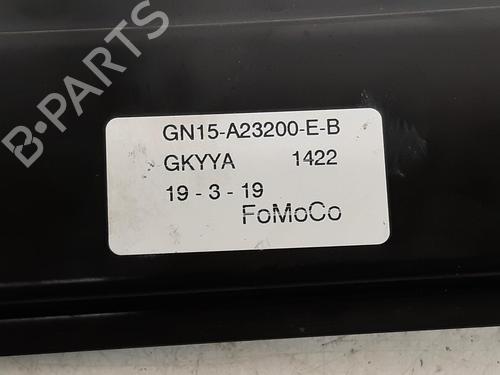 GN15-A23200-E-B
GKYYA 1422
19 - 3 - 19
FoMoCo
B-PARTS